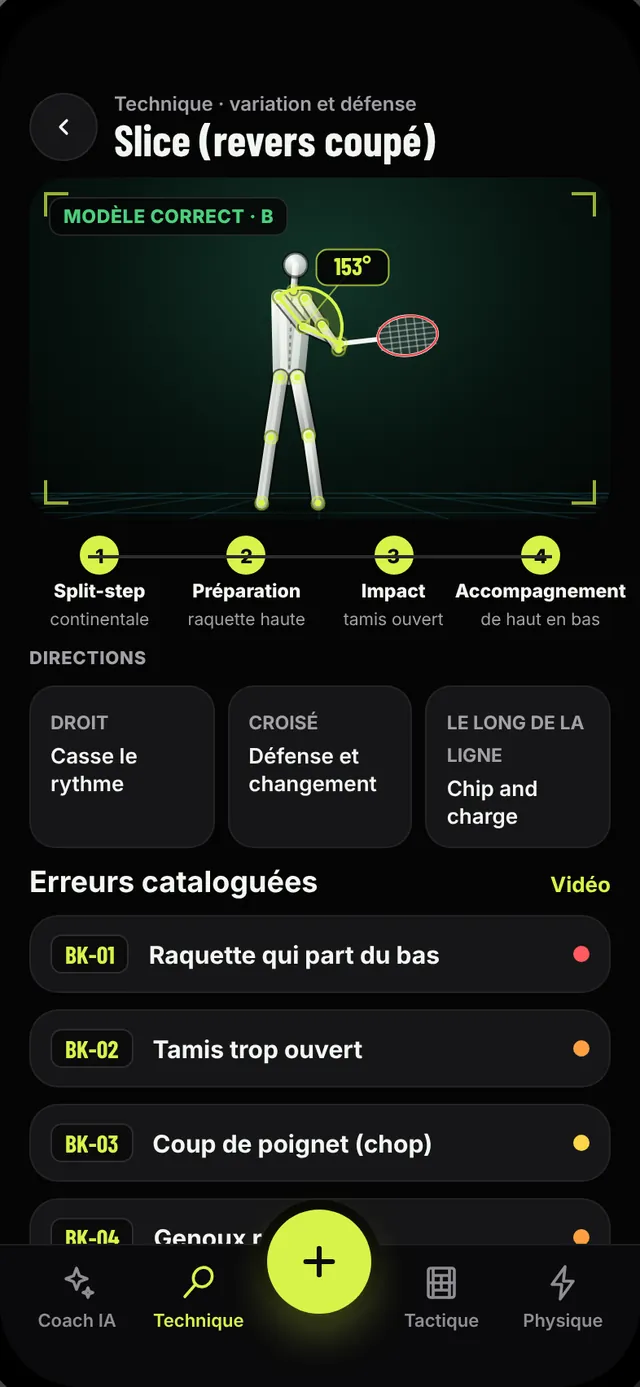 Technique · variation et défense
Slice (revers coupé)
MODÈLE CORRECT · B
153°
1 2 3 4
Split-step Préparation Impact Accompagnement
continentale raquette haute tamis ouvert de haut en bas
DIRECTIONS
DROIT
Casse le
rythme
CROISÉ
Défense et
changement
LE LONG DE LA
LIGNE
Chip and
charge
Erreurs cataloguées
Vidéo
BK-01 Raquette qui part du bas
BK-02 Tamis trop ouvert
BK-03 Coup de poignet (chop)
BK-04 Genoux
Coach IA Technique Tactique Physique